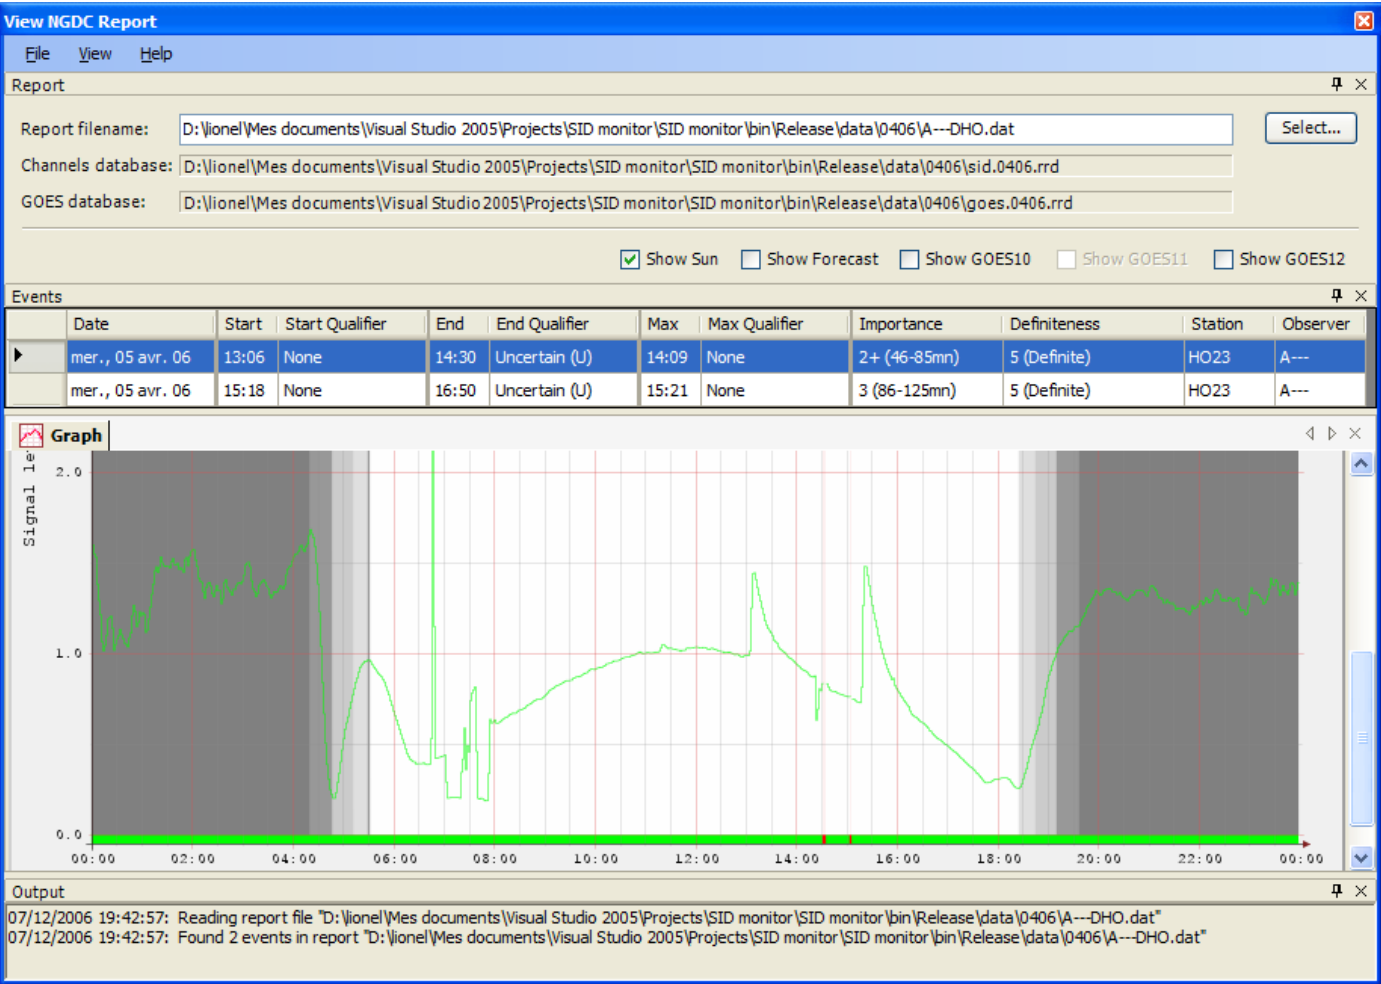 View NGDC Report
File View Help
Report
Report filename: D:\lionel\Mes documents\Visual Studio 2005\Projects\SID monitor\SID monitor\bin\Release\data\0406\A---DHO.dat Select...
Channels database: D:\lionel\Mes documents\Visual Studio 2005\Projects\SID monitor\SID monitor\bin\Release\data\0406\sid.0406.rrd
GOES database: D:\lionel\Mes documents\Visual Studio 2005\Projects\SID monitor\SID monitor\bin\Release\data\0406\goes.0406.rrd
Show Sun Show Forecast Show GOES10 Show GOES11 Show GOES12
Events
Date Start Start Qualifier End End Qualifier Max Max Qualifier Importance Definiteness Station Observer
mer., 05 avr. 06 13:06 None 14:30 Uncertain (U) 14:09 None 2+ (46-85mn) 5 (Definite) HO23 A---
mer., 05 avr. 06 15:18 None 16:50 Uncertain (U) 15:21 None 3 (86-125mn) 5 (Definite) HO23 A---
Graph
Signal le
2.0
1.0
0.0
00:00 02:00 04:00 06:00 08:00 10:00 12:00 14:00 16:00 18:00 20:00 22:00 00:00
Output
07/12/2006 19:42:57: Reading report file "D:\lionel\Mes documents\Visual Studio 2005\Projects\SID monitor\SID monitor\bin\Release\data\0406\A---DHO.dat"
07/12/2006 19:42:57: Found 2 events in report "D:\lionel\Mes documents\Visual Studio 2005\Projects\SID monitor\SID monitor\bin\Release\data\0406\A---DHO.dat"